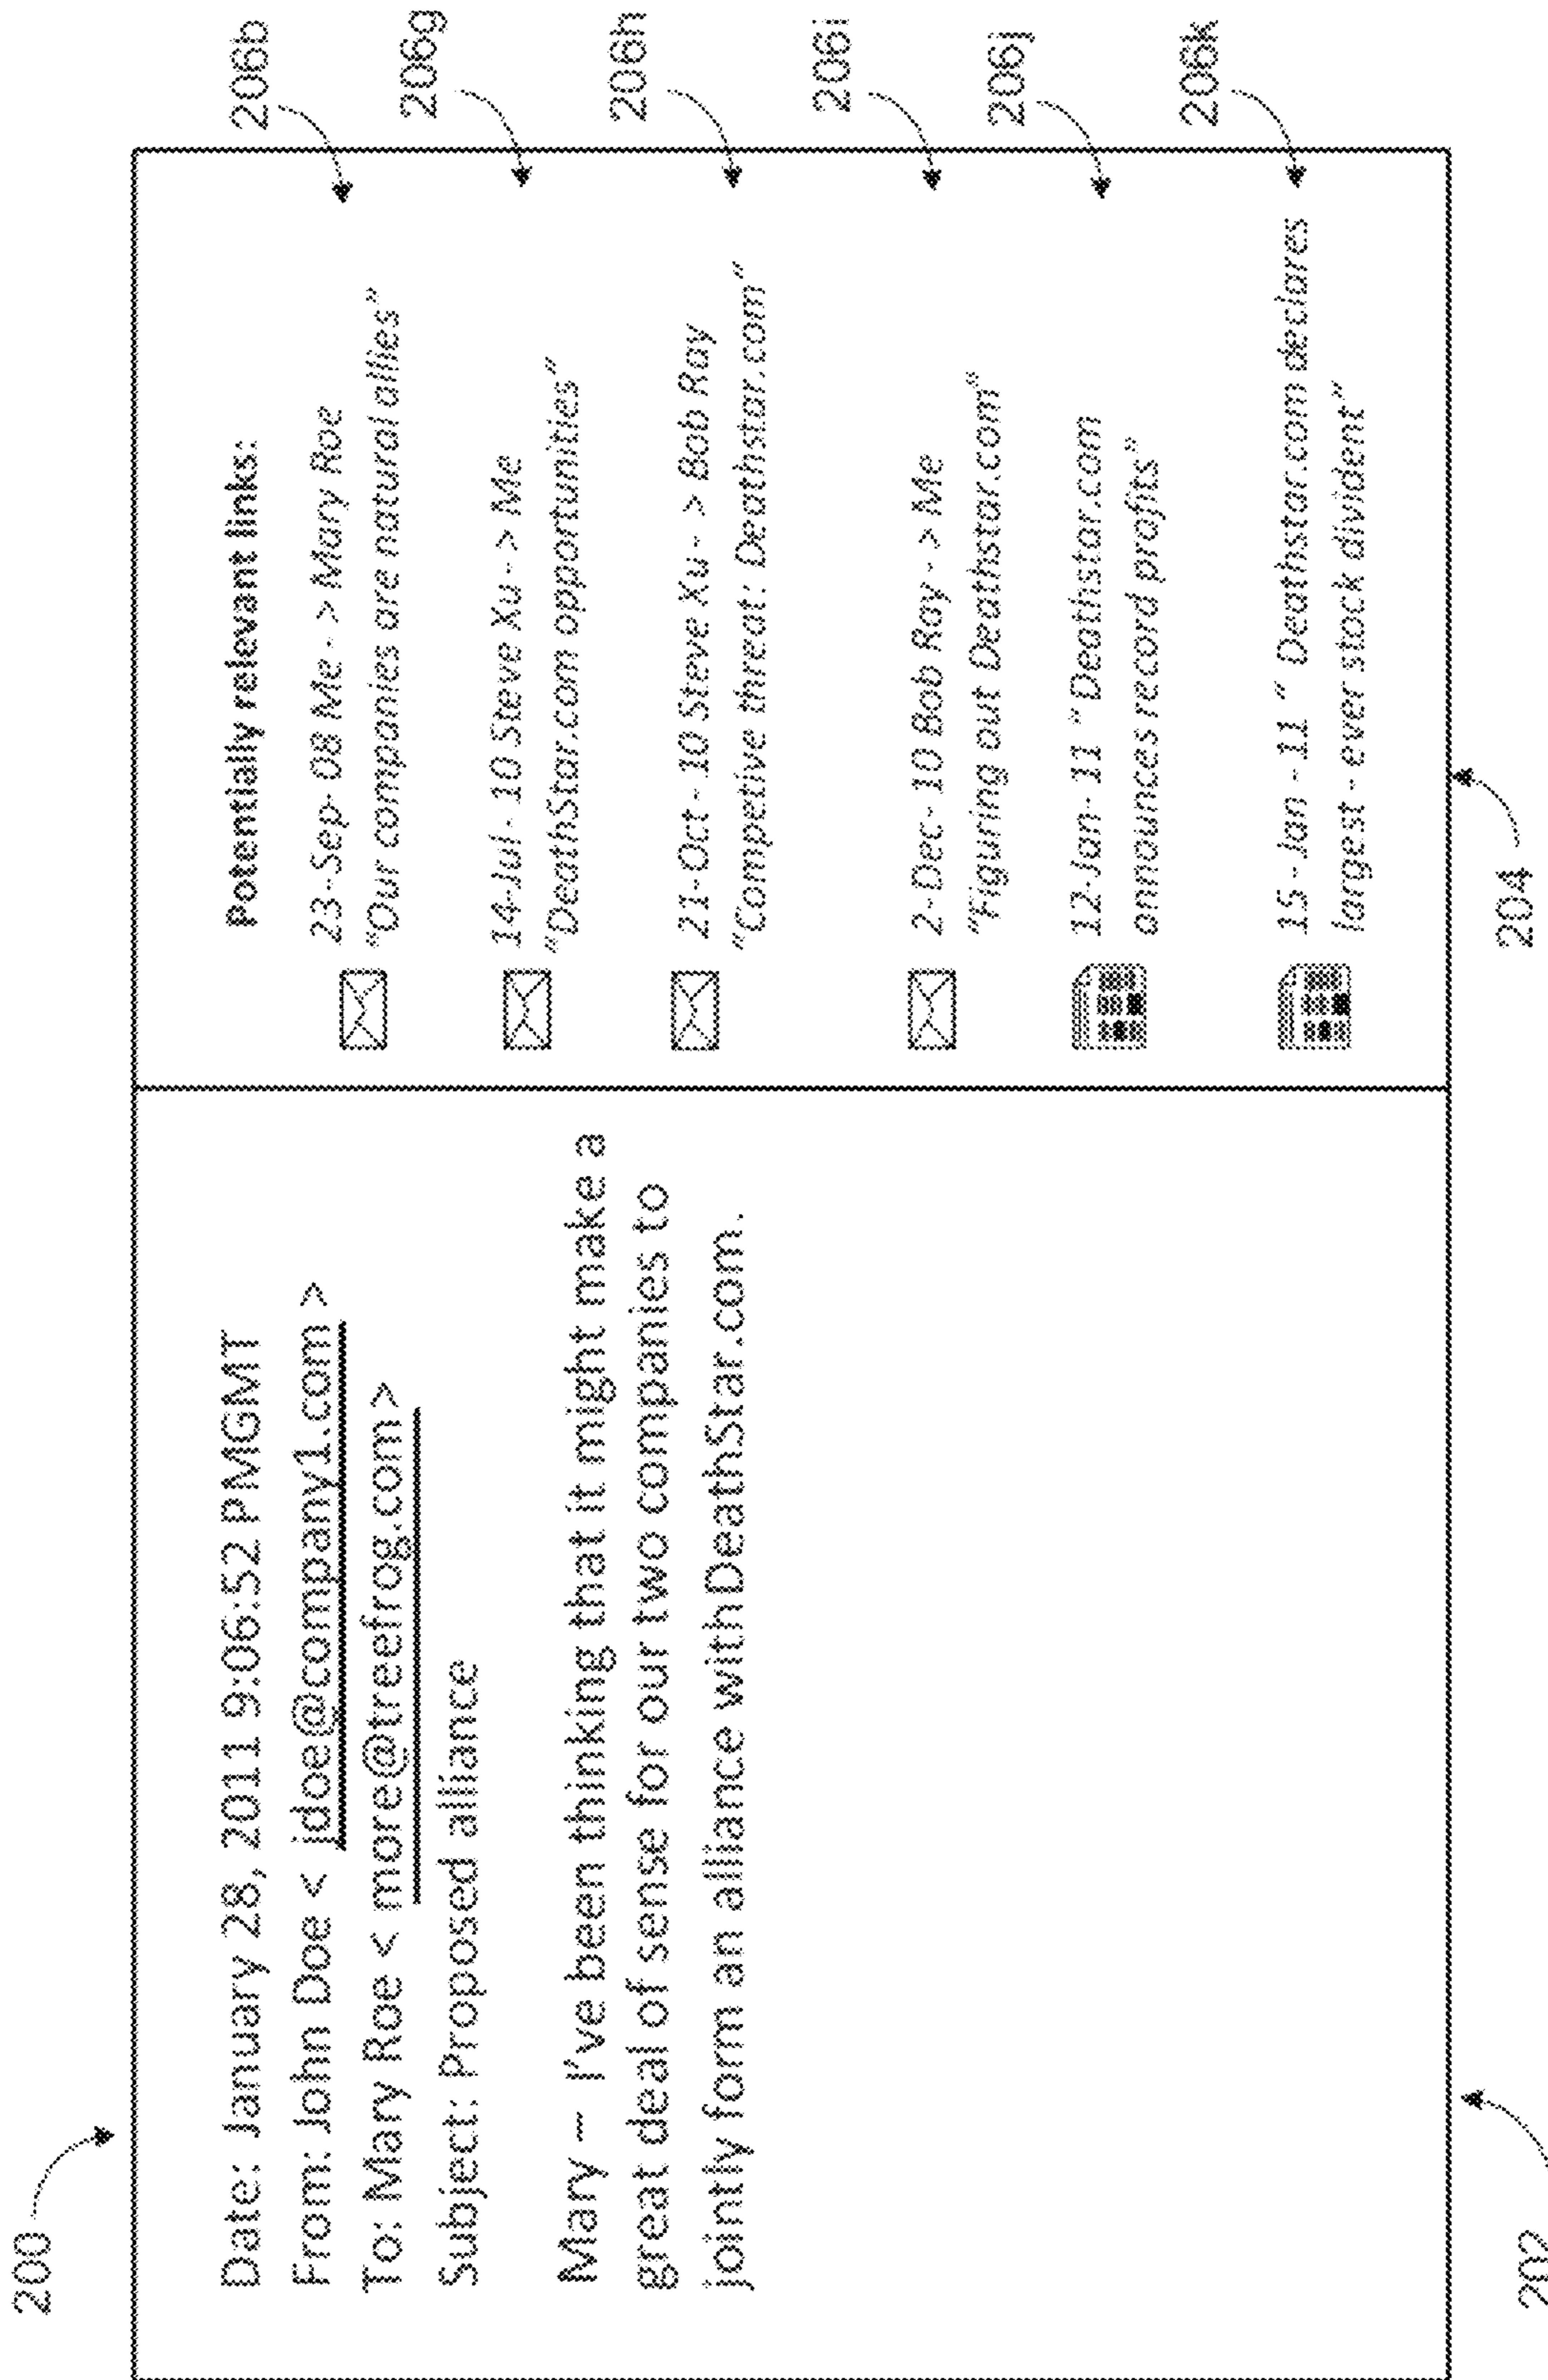 200
Date: January 28, 2011 9:06:52 PMGMT
From: John Doe < jdoe@company1.com >
To: Mary Roe < more@treefrog.com>
Subject: Proposed alliance
Mary – I've been thinking that it might make a
great deal of sense for our two companies to
jointly form an alliance withDeathStar.com.
202
Potentially relevant links:
23-Sep- 08 Me - > Mary Roe
"Our companies are natural allies"
206b
14-Jul- 10 Steve Xu -> Me
"DeathStar.com opportunities"
206g
21-Oct - 10 Steve Xu - > Bob Ray
"Competive threat: Deathstar.com"
206h
2-Dec- 10 Bob Ray - > Me
"Figuring out Deathstar.com"
206i
12-Jan- 11 "Deathstar.com
announces record profits"
206j
15 -Jan -11 " Deathstar.com declares
largest - ever stock divident"
206k
204